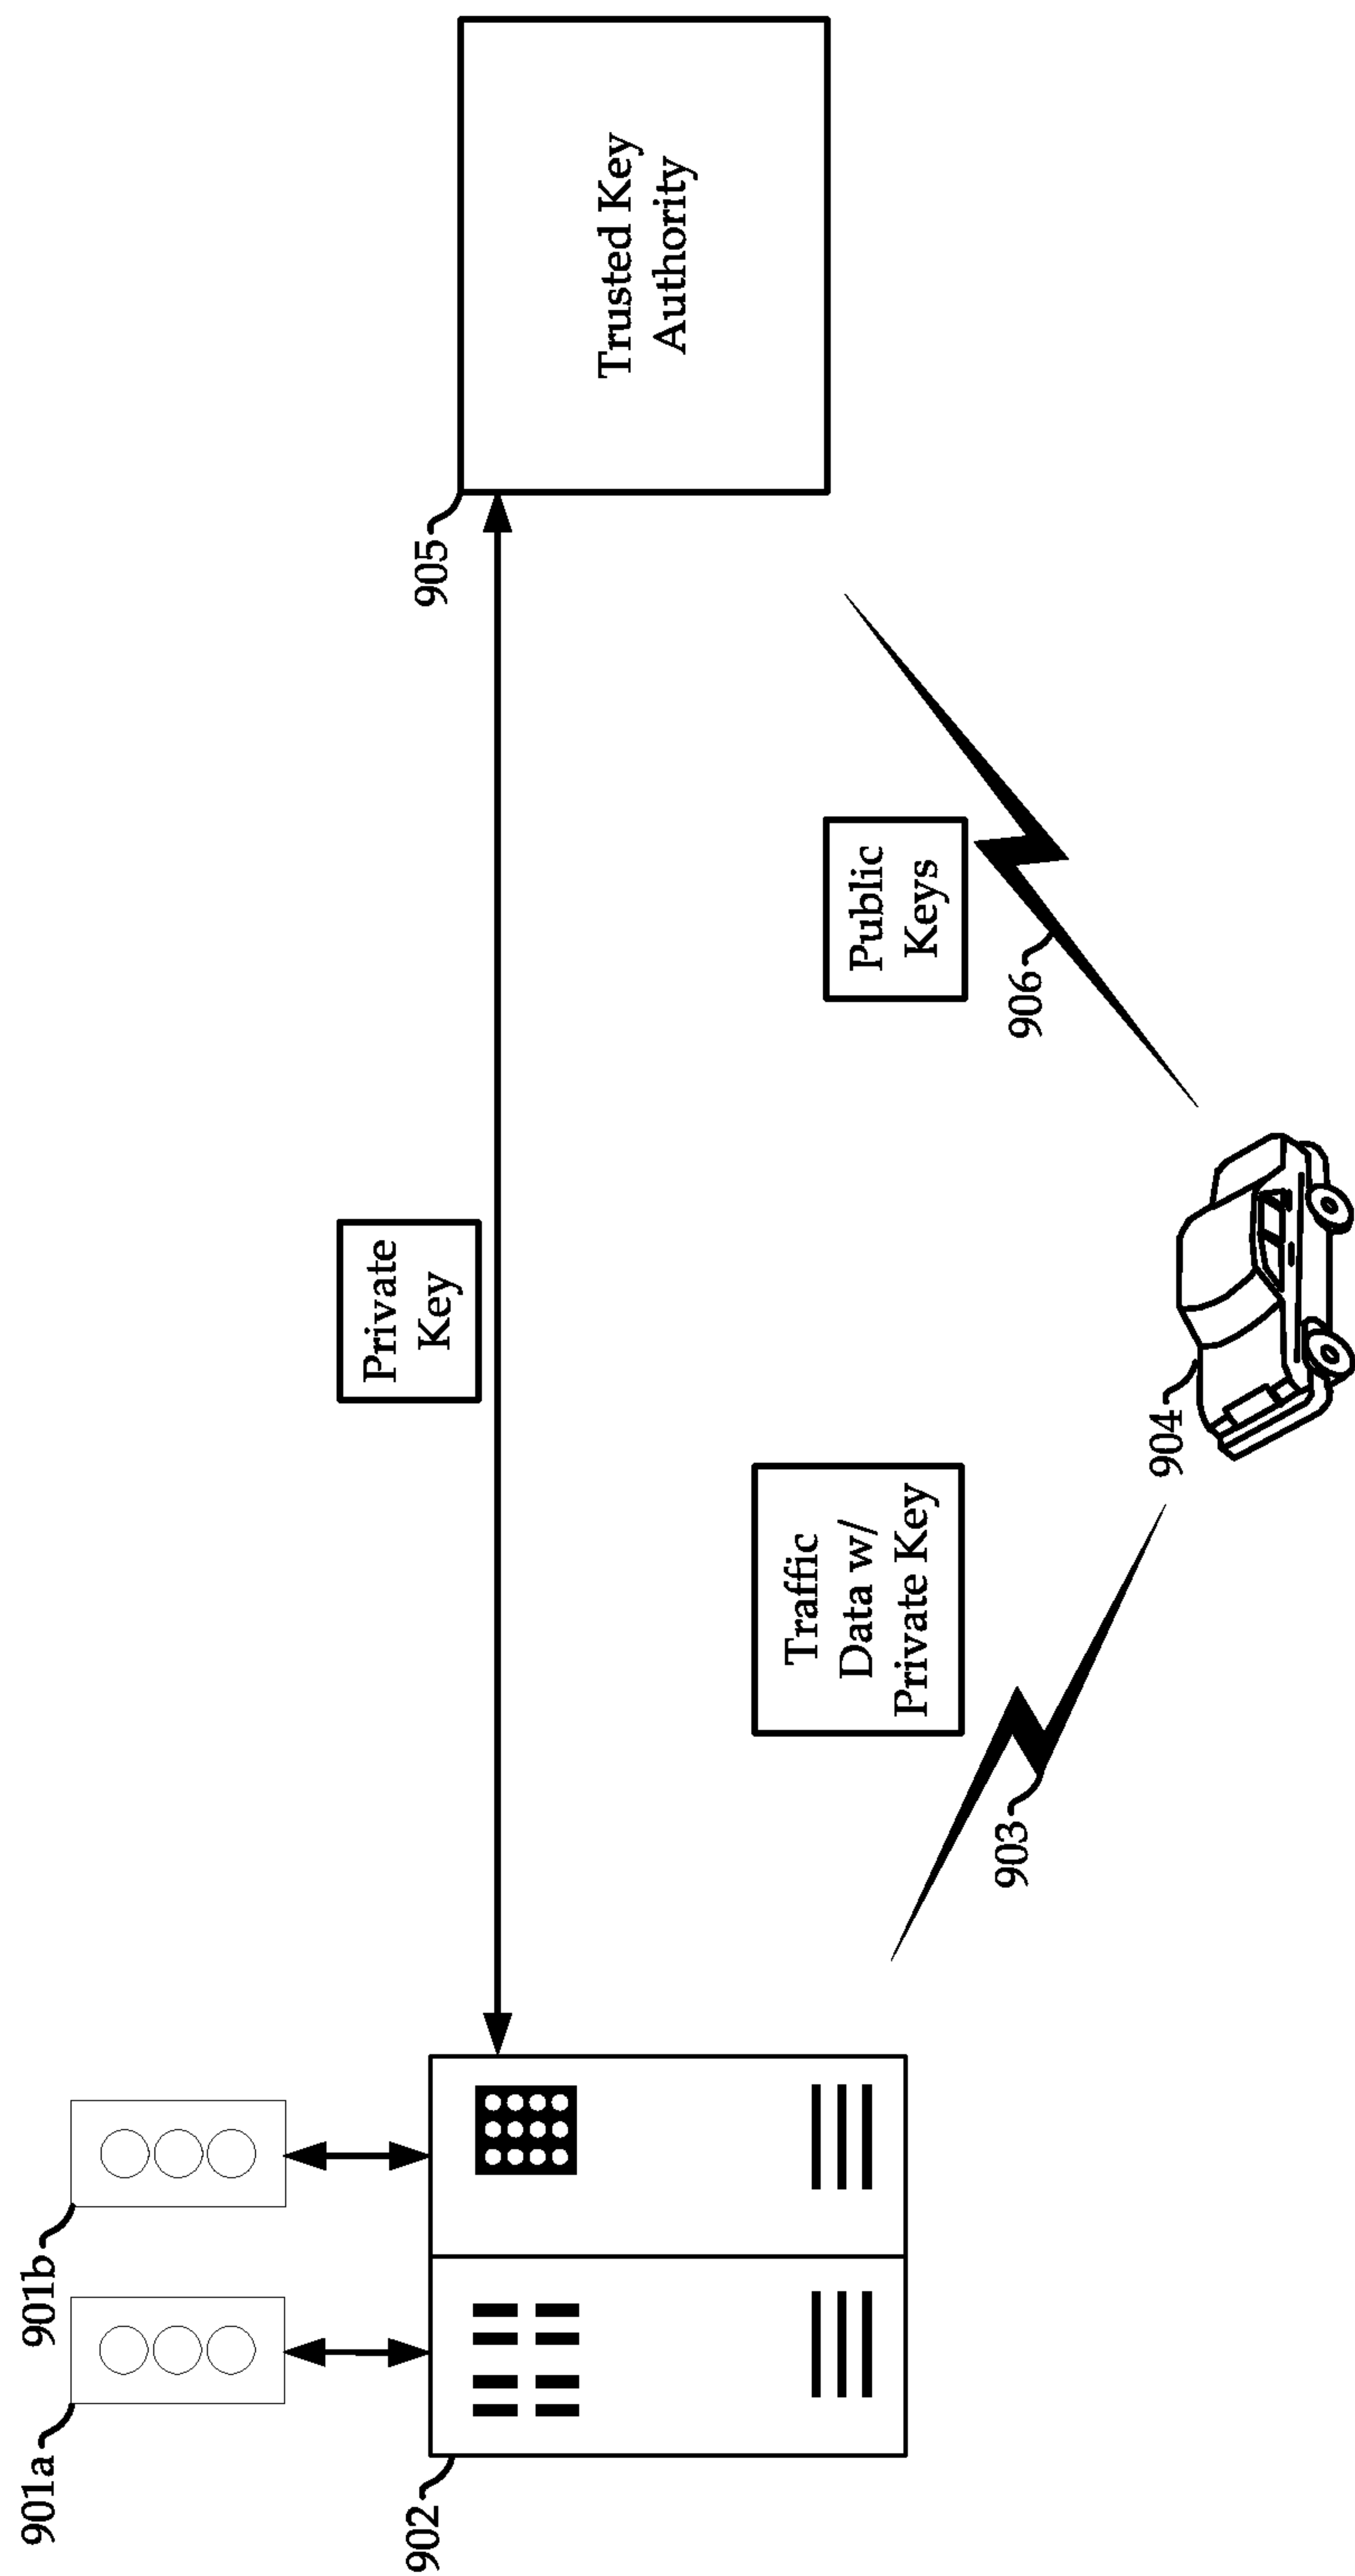 901a
901b
902
Private
Key
905
Trusted Key
Authority
Traffic
Data w/
Private Key
903
904
Public
Keys
906